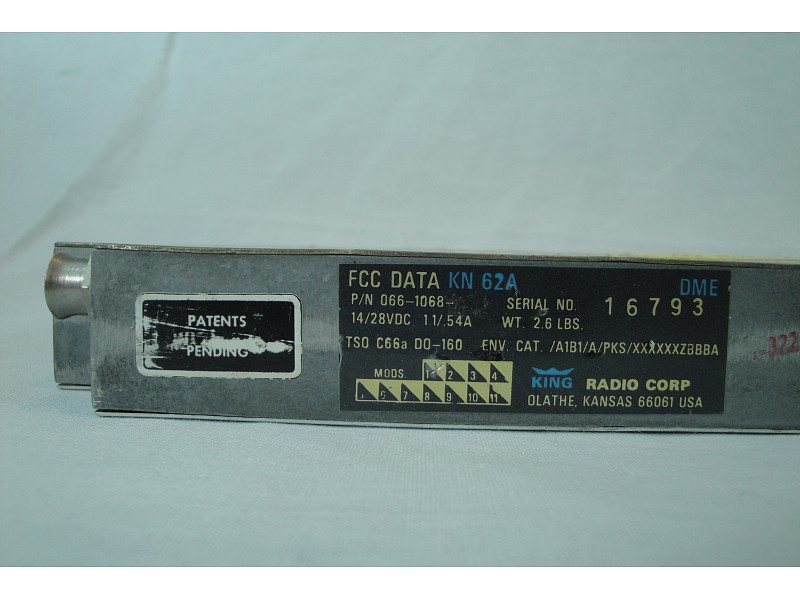 PATENTS
PENDING
FCC DATA KN 62A DME
P/N 066-1068- SERIAL NO. 16793
14/28VDC 1.1/.54A WT. 2.6 LBS.
TSO C66a DO-160 ENV. CAT. /A1B1/A/PKS/XXXXXXZBBBA
MODS. 1 2 3 4
6 7 8 9 10 11
KING RADIO CORP
OLATHE, KANSAS 66061 USA